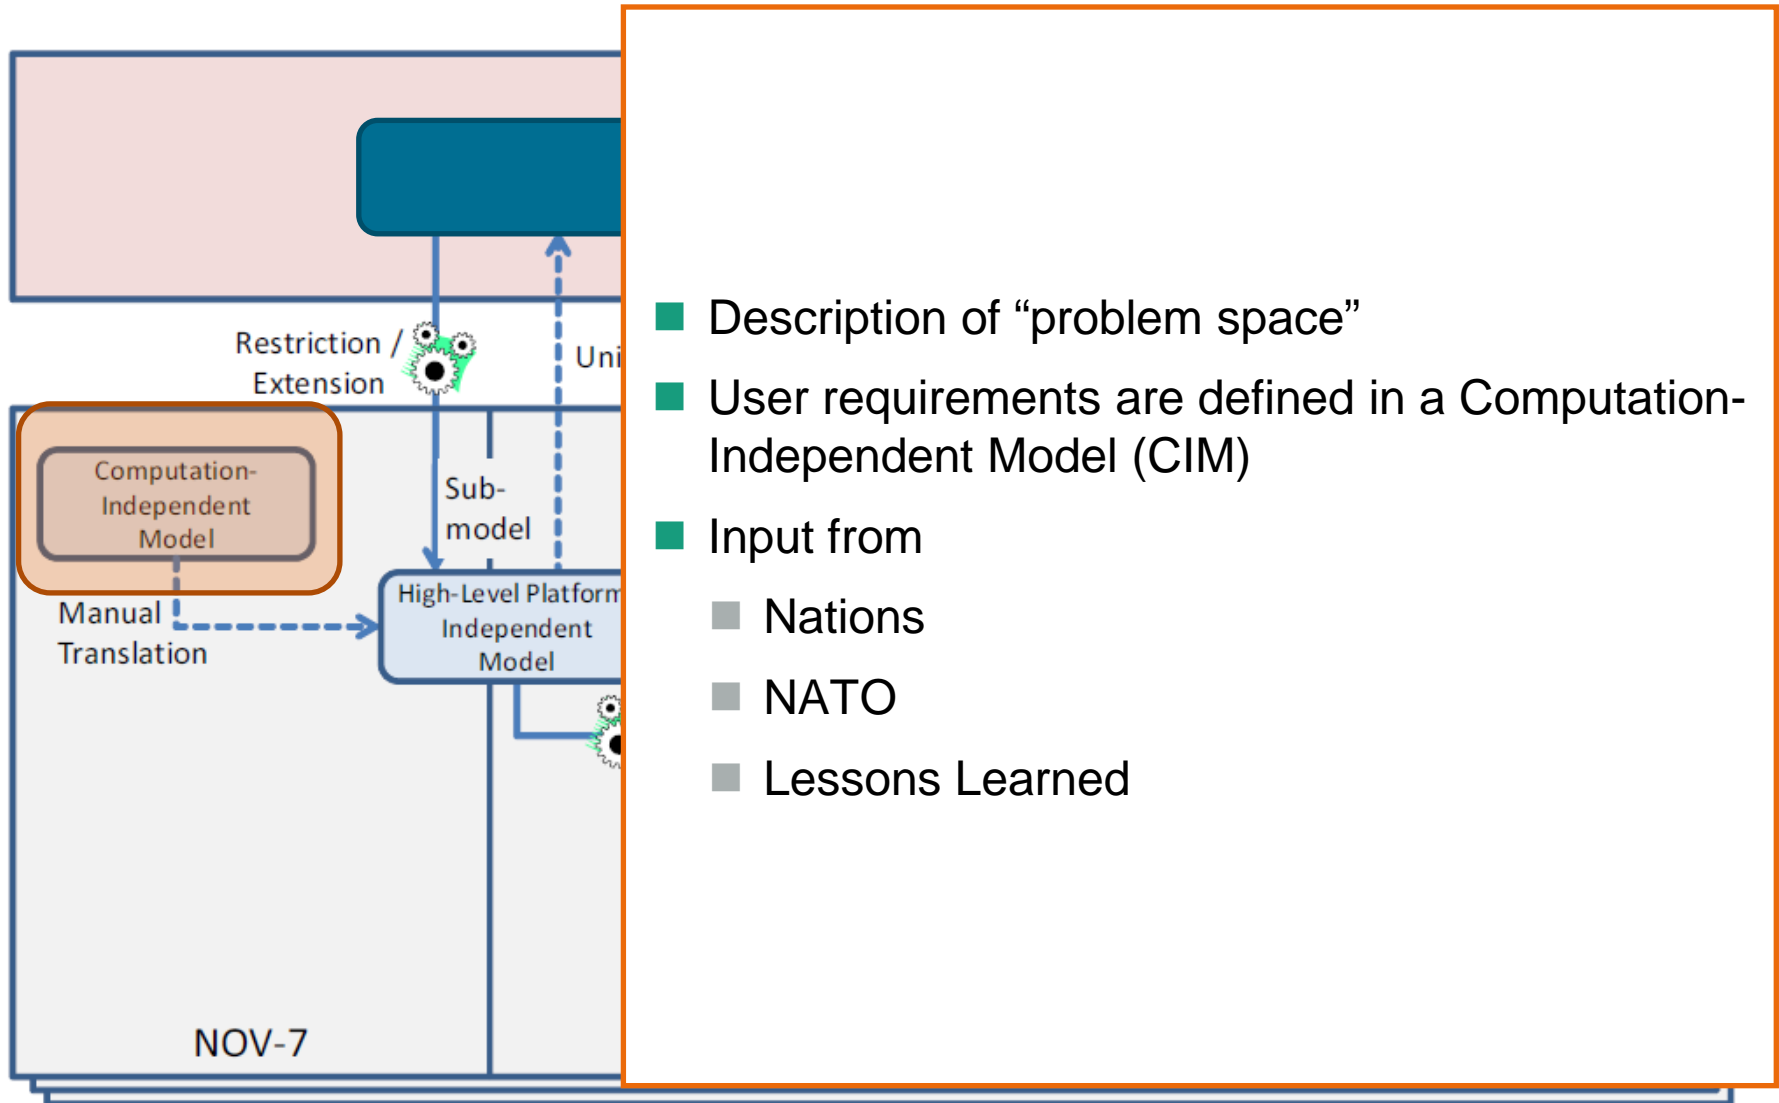 Restriction /
Extension
Uni
Computation-
Independent
Model
Sub-
model
High-Level Platform
Independent
Model
Manual
Translation
NOV-7
Description of “problem space”
User requirements are defined in a Computation-
Independent Model (CIM)
Input from
Nations
NATO
Lessons Learned